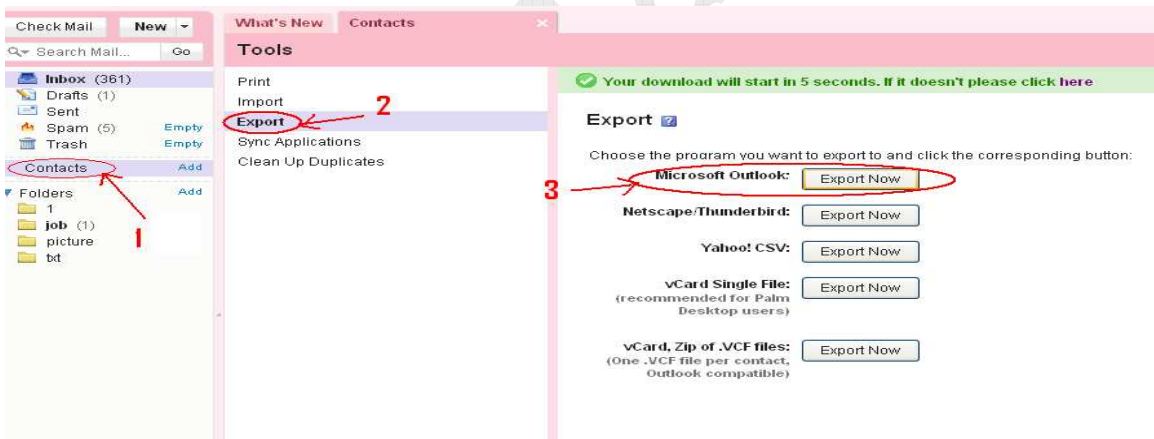 Check Mail New
Search Mail... Go
Inbox (361)
Drafts (1)
Sent
Spam (5) Empty
Trash Empty
Contacts Add
Folders Add
1
job (1)
picture
txt
1
What's New Contacts
Tools
Print
Import
Export
2
Sync Applications
Clean Up Duplicates
Your download will start in 5 seconds. If it doesn't please click here
Export ?
Choose the program you want to export to and click the corresponding button:
3
Microsoft Outlook: Export Now
Netscape/Thunderbird: Export Now
Yahoo! CSV: Export Now
vCard Single File: Export Now
(recommended for Palm
Desktop users)
vCard, Zip of .VCF files: Export Now
(One .VCF file per contact,
Outlook compatible)